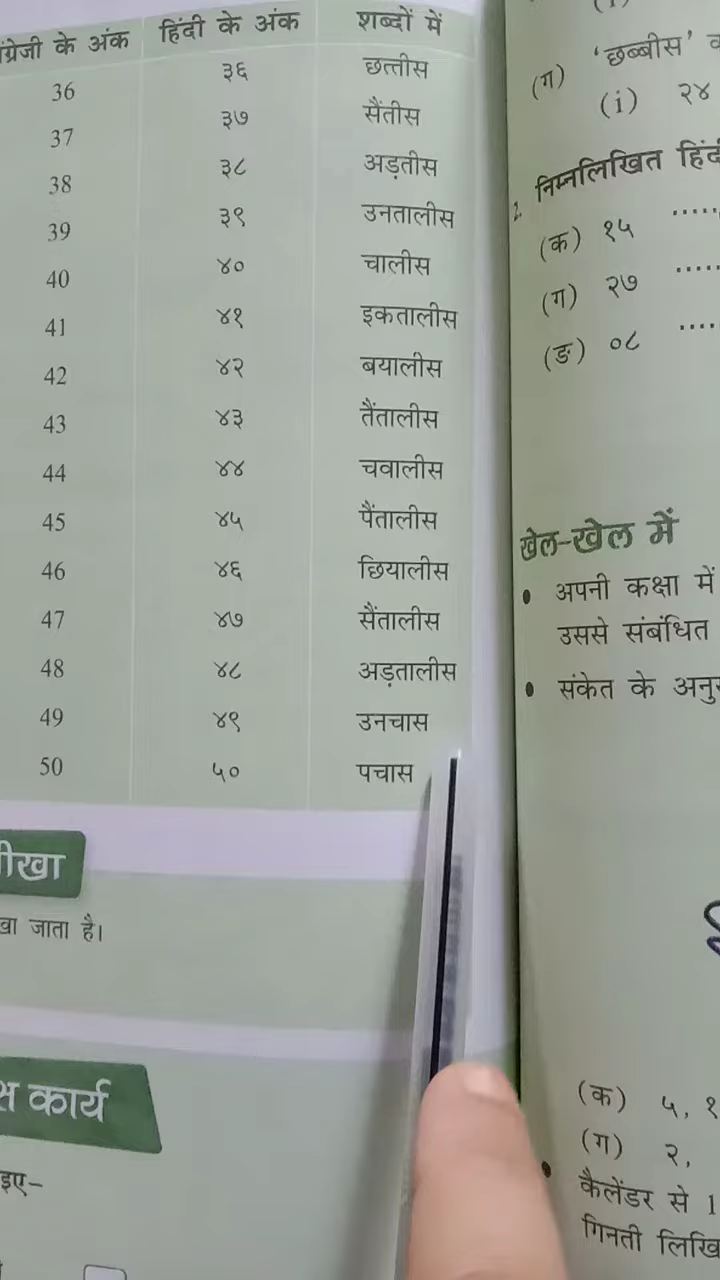 के अंक हिंदी के अंक शब्दों में
36 ३६ छत्तीस
37 ३७ सैंतीस
38 ३८ अड़तीस
39 ३९ उनतालीस
40 ४० चालीस
41 ४१ इकतालीस
42 ४२ बयालीस
43 ४३ तैंतालीस
44 ४४ चवालीस
45 ४५ पैंतालीस
46 ४६ छियालीस
47 ४७ सैंतालीस
48 ४८ अड़तालीस
49 ४९ उनचास
50 ५० पचास
जाता है।
कार्य
(ग) 'छब्बीस'
(i) २४
2. निम्नलिखित
(क) १५ .....
(ग) २७ .....
(ङ) ०८ ....
खेल-खेल में
• अपनी कक्षा में
उससे संबंधित
• संकेत के
(क) ५, १
(ग) २,
• कैलेंडर से 1
गिनती